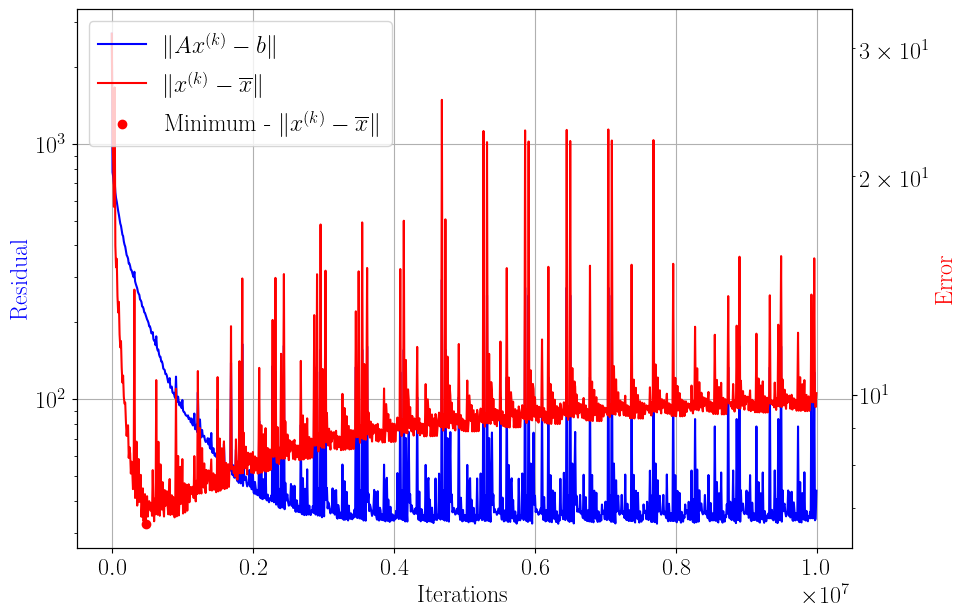 ‖Ax^{(k)} − b‖
‖x^{(k)} − x̅‖
Minimum - ‖x^{(k)} − x̅‖
10^3
10^2
Residual
3 × 10^1
2 × 10^1
10^1
Error
0.0 0.2 0.4 0.6 0.8 1.0
×10^7
Iterations